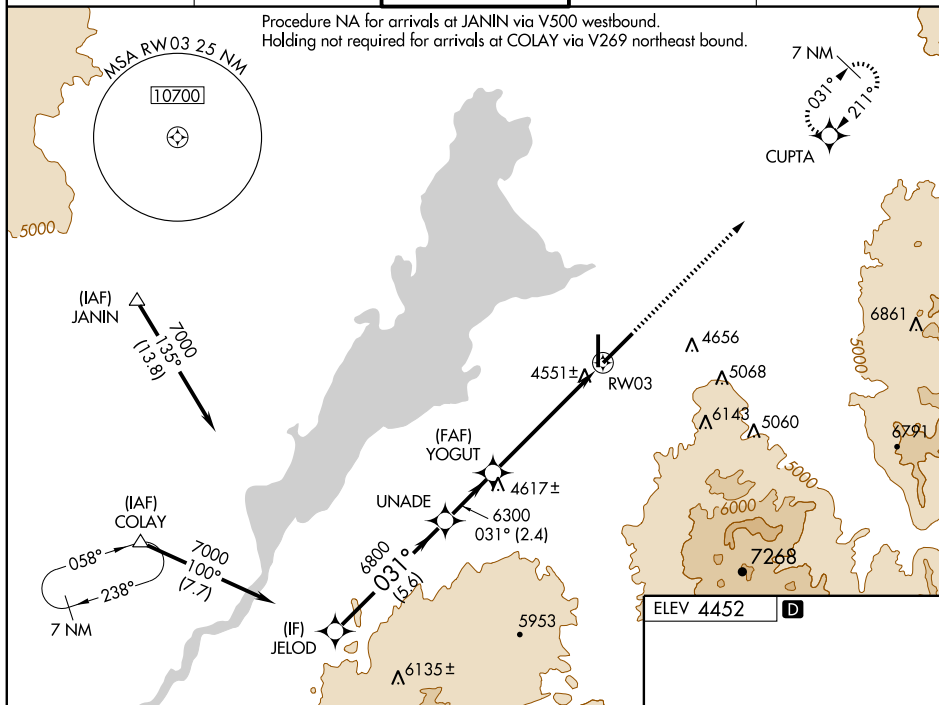 Procedure NA for arrivals at JANIN via V500 westbound.
Holding not required for arrivals at COLAY via V269 northeast bound.
MSA RW03 25 NM
10700
7 NM
031°
211°
CUPTA
5000
(IAF)
JANIN
7000
135°
(13.8)
6861
4656
5000
4551±
RW03
5068
6143
5060
6791
(FAF)
YOGUT
5000
4617±
UNADE
6300
031° (2.4)
6000
(IAF)
COLAY
058°
7000
100°
(7.7)
238°
7 NM
6800
031°
(5.6)
7268
(IF)
JELOD
5953
6135±
ELEV 4452
D